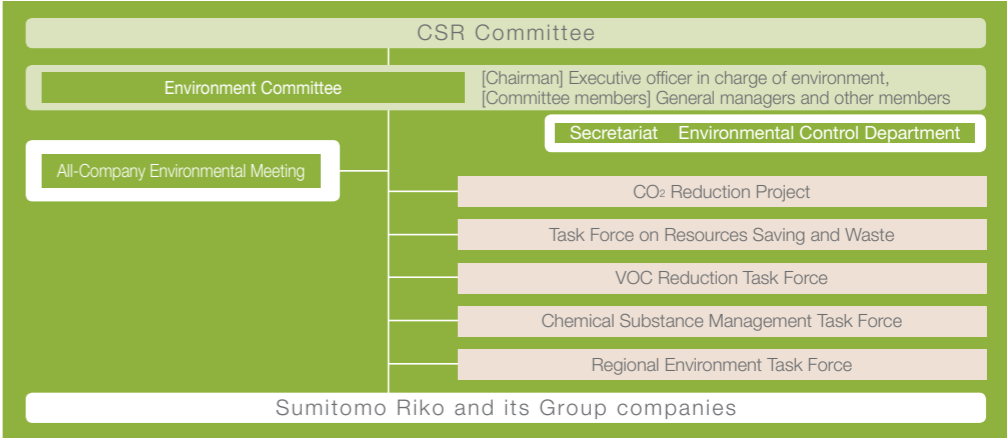 CSR Committee
Environment Committee
[Chairman] Executive officer in charge of environment,
[Committee members] General managers and other members
Secretariat Environmental Control Department
All-Company Environmental Meeting
CO₂ Reduction Project
Task Force on Resources Saving and Waste
VOC Reduction Task Force
Chemical Substance Management Task Force
Regional Environment Task Force
Sumitomo Riko and its Group companies